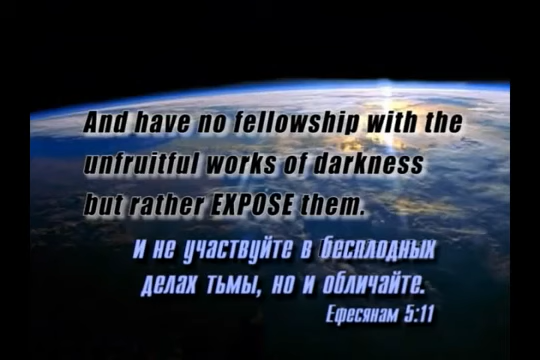 And have no fellowship with the
unfruitful works of darkness
but rather EXPOSE them.
и не участвуйте в бесплодных
делах тьмы, но и обличайте.
Ефесянам 5:11